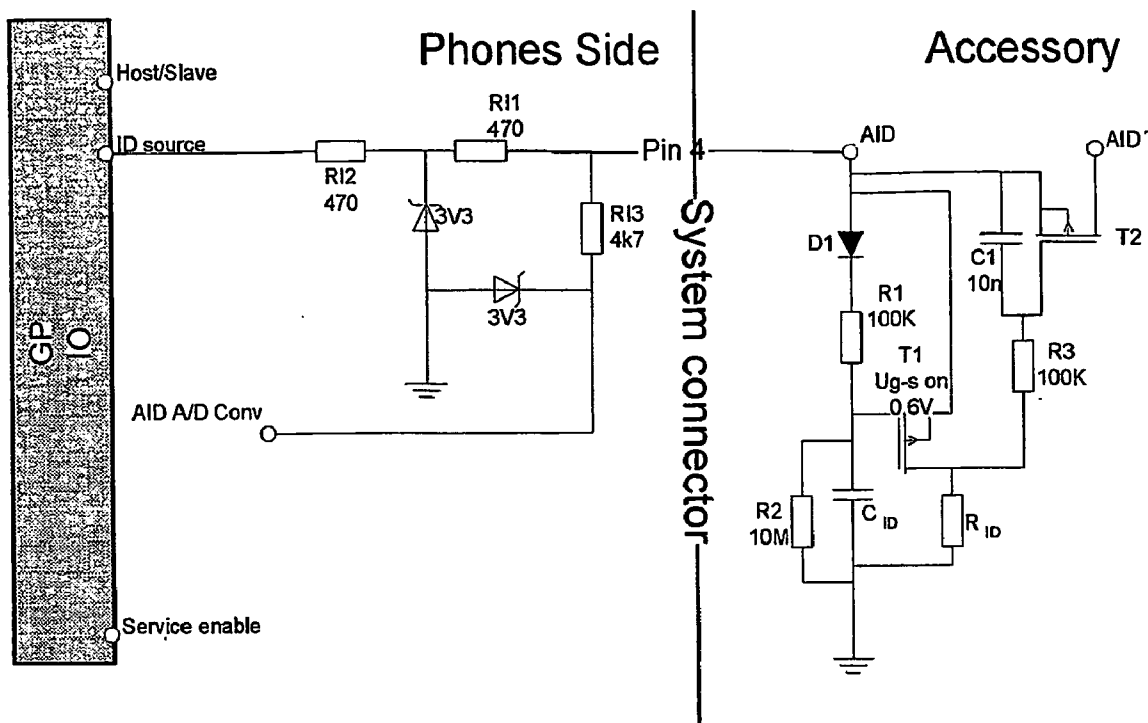 Phones Side
Accessory
Host/Slave
ID source
RI1
470
RI2
470
Pin 4
AID
AID'
3V3
RI3
4k7
3V3
D1
C1
10n
T2
R1
100K
R3
100K
T1
Ug-s on
0.6V
GP
IO
System connector
AID A/D Conv
R2
10M
C ID
R ID
Service enable